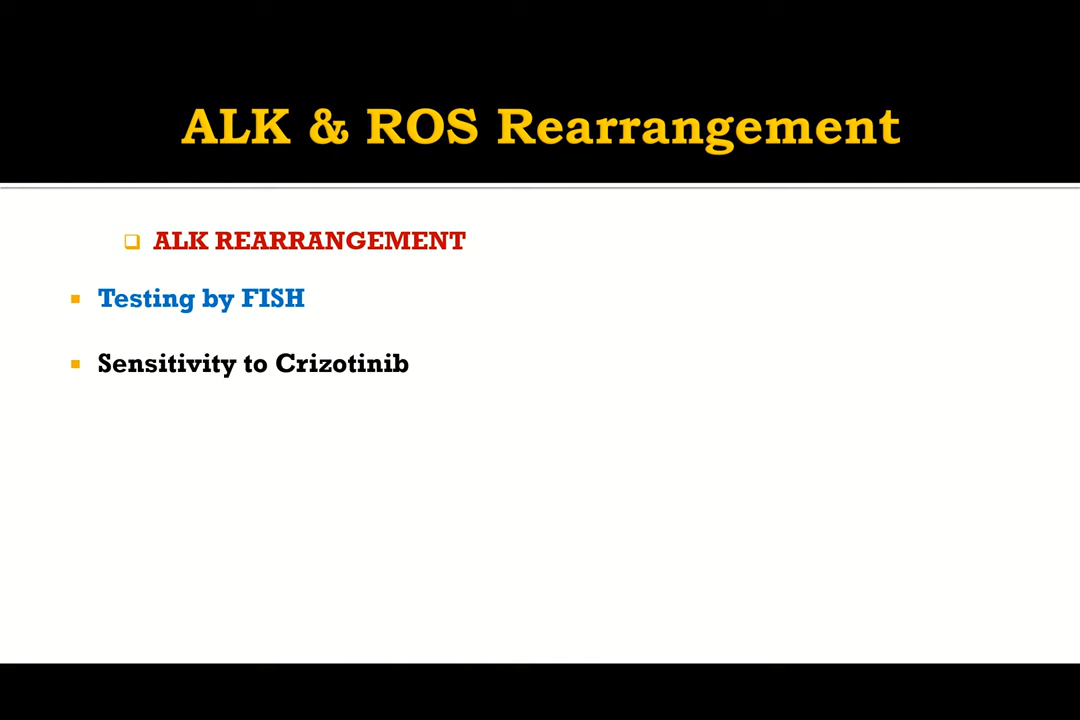 ALK & ROS Rearrangement
ALK REARRANGEMENT
Testing by FISH
Sensitivity to Crizotinib